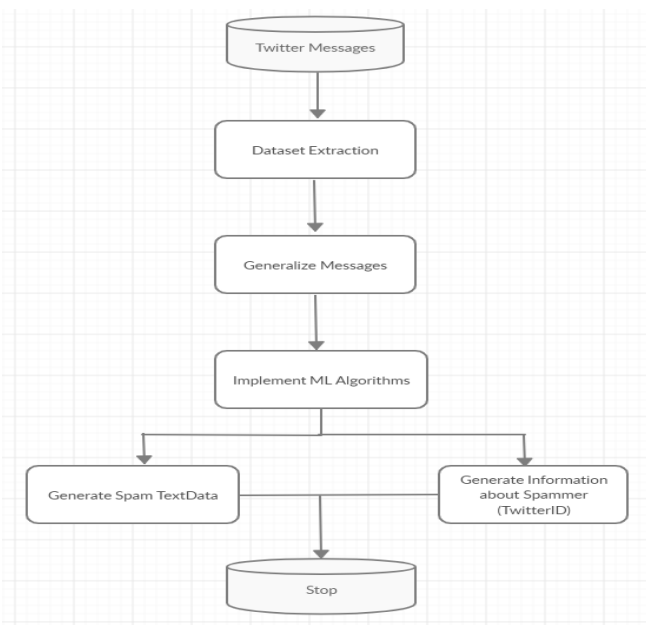 Twitter Messages
Dataset Extraction
Generalize Messages
Implement ML Algorithms
Generate Spam TextData
Generate Information
about Spammer
(TwitterID)
Stop